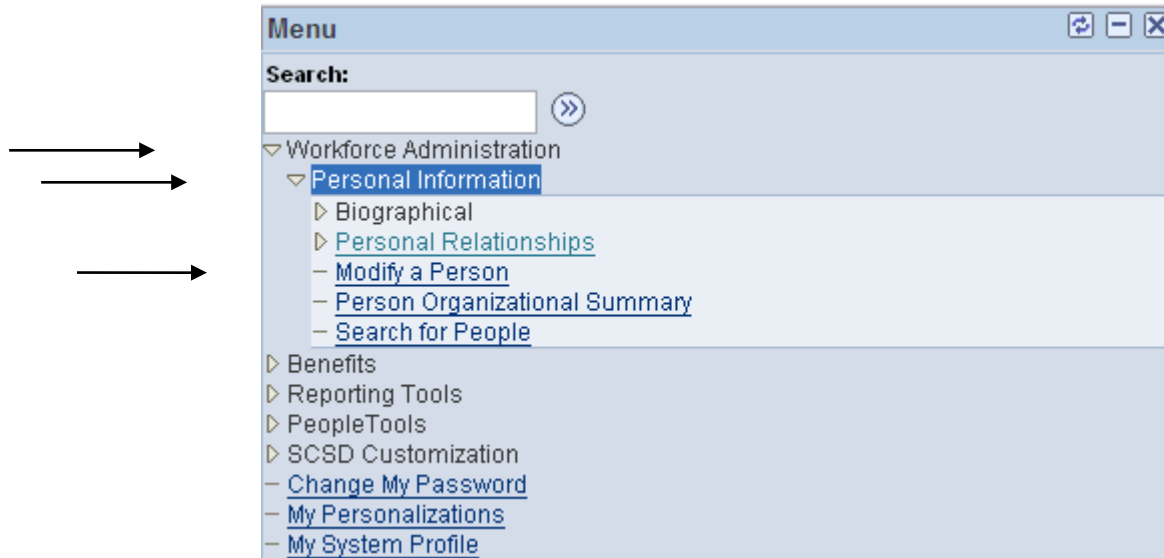 Menu
Search:
Workforce Administration
Personal Information
Biographical
Personal Relationships
Modify a Person
Person Organizational Summary
Search for People
Benefits
Reporting Tools
PeopleTools
SCSD Customization
Change My Password
My Personalizations
My System Profile